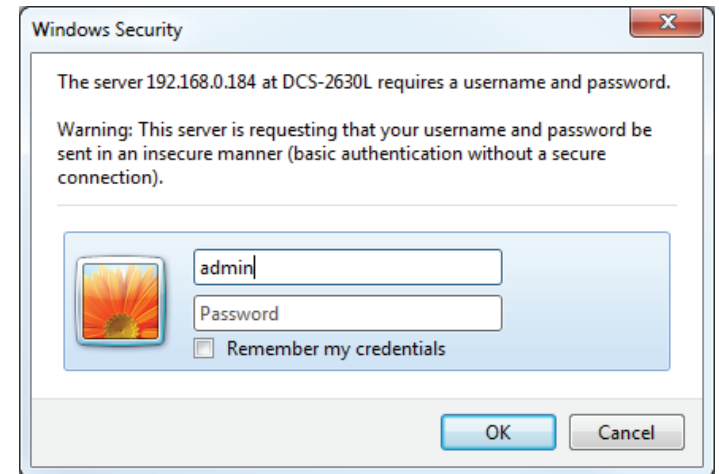 Windows Security
The server 192.168.0.184 at DCS-2630L requires a username and password.
Warning: This server is requesting that your username and password be
sent in an insecure manner (basic authentication without a secure
connection).
admin
Password
Remember my credentials
OK Cancel